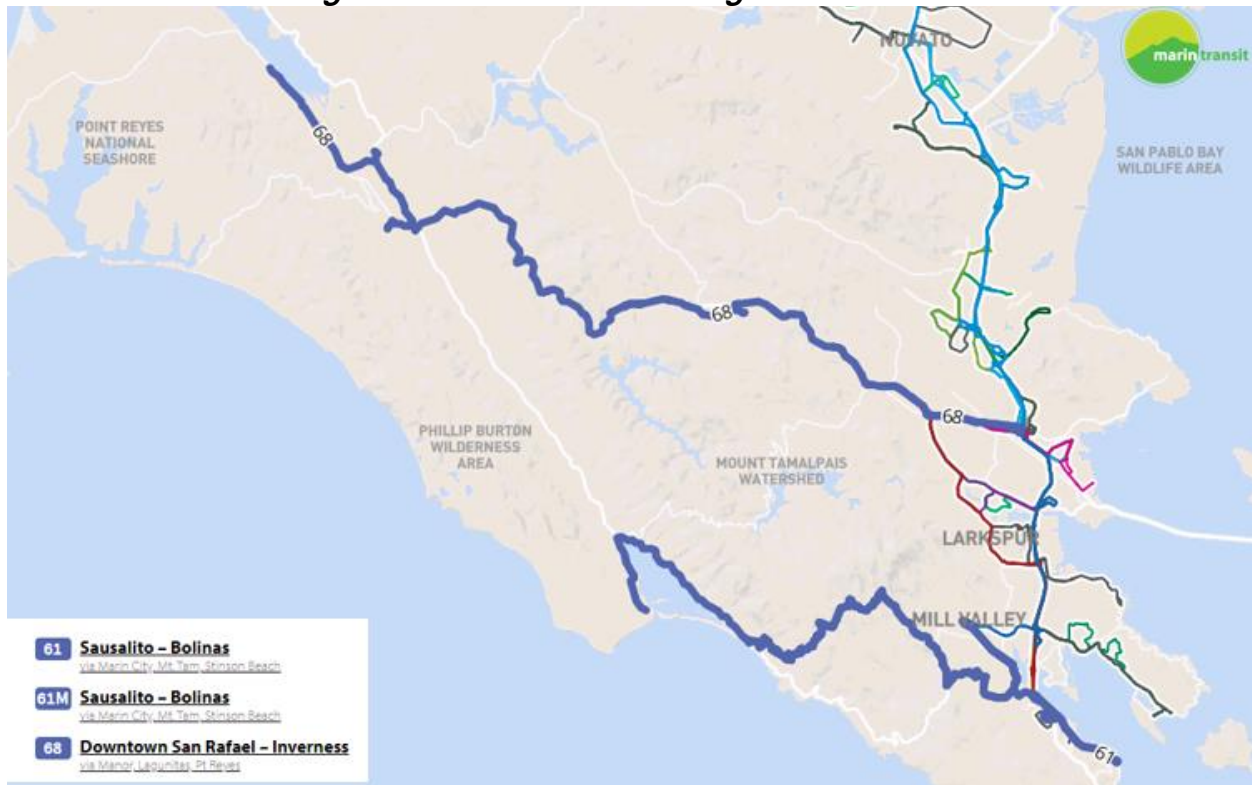 NOVATO
marin transit
68
POINT REYES
NATIONAL
SEASHORE
SAN PABLO BAY
WILDLIFE AREA
68
68
PHILLIP BURTON
WILDERNESS
AREA
MOUNT TAMALPAIS
WATERSHED
LARKSPUR
MILL VALLEY
61
61 Sausalito – Bolinas
via Marin City, Mt Tam, Stinson Beach
61M Sausalito – Bolinas
via Marin City, Mt Tam, Stinson Beach
68 Downtown San Rafael – Inverness
via Manor, Lagunitas, Pt Reyes